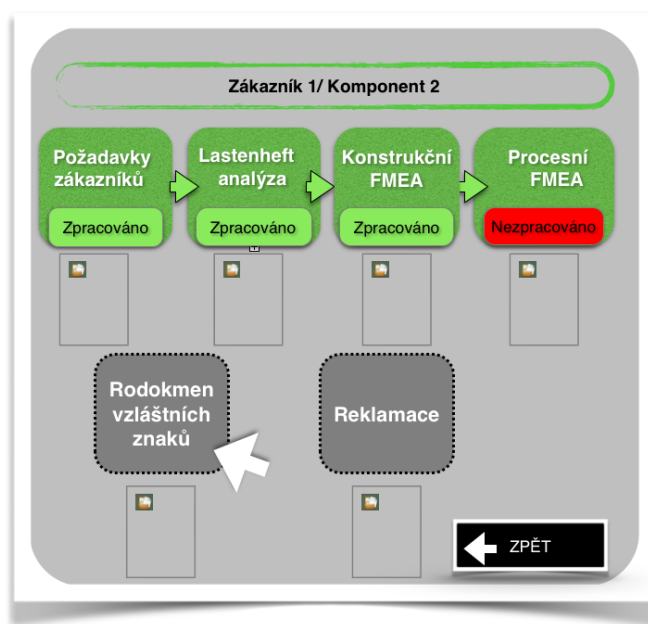 Zákazník 1/ Komponent 2
Požadavky
zákazníků
Zpracováno
Lastenheft
analýza
Zpracováno
Konstrukční
FMEA
Zpracováno
Procesní
FMEA
Nezpracováno
Rodokmen
vzláštních
znaků
Reklamace
ZPĚT